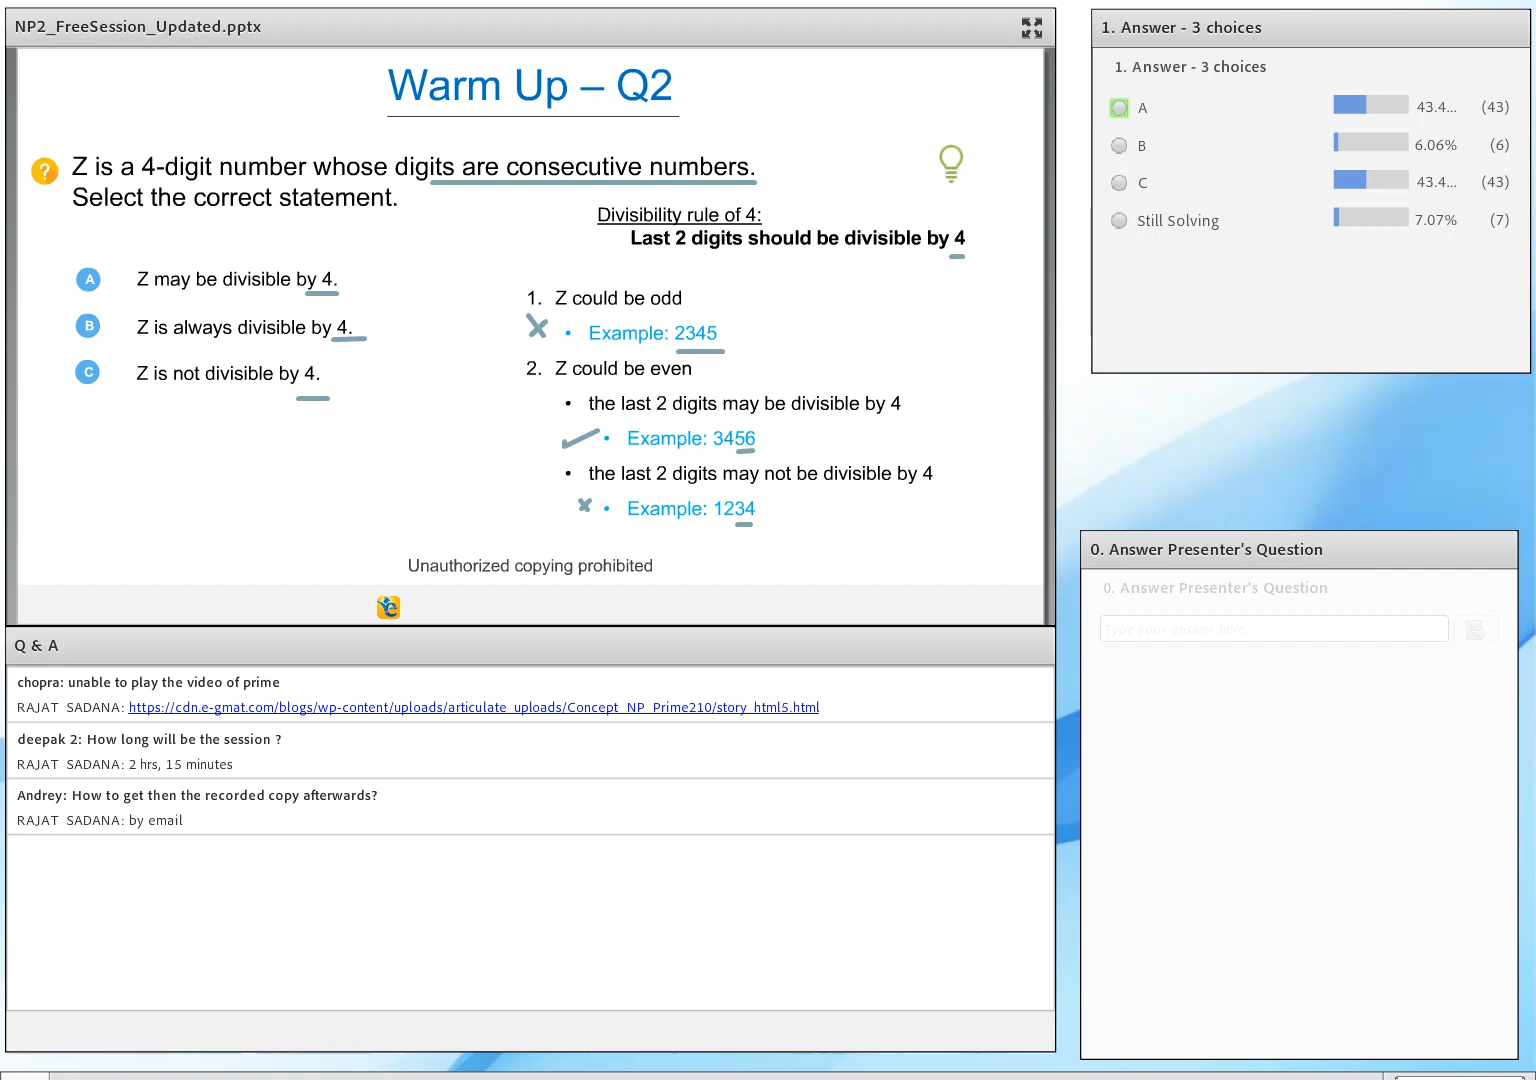 NP2_FreeSession_Updated.pptx
Warm Up – Q2
? Z is a 4-digit number whose digits are consecutive numbers.
Select the correct statement.
Divisibility rule of 4:
Last 2 digits should be divisible by 4
A Z may be divisible by 4.
B Z is always divisible by 4.
C Z is not divisible by 4.
1. Z could be odd
• Example: 2345
2. Z could be even
• the last 2 digits may be divisible by 4
• Example: 3456
• the last 2 digits may not be divisible by 4
• Example: 1234
Unauthorized copying prohibited
e
Q & A
chopra: unable to play the video of prime
RAJAT SADANA: https://cdn.e-gmat.com/blogs/wp-content/uploads/articulate_uploads/Concept_NP_Prime210/story_html5.html
deepak 2: How long will be the session ?
RAJAT SADANA: 2 hrs, 15 minutes
Andrey: How to get then the recorded copy afterwards?
RAJAT SADANA: by email
1. Answer - 3 choices
1. Answer - 3 choices
A 43.4... (43)
B 6.06% (6)
C 43.4... (43)
Still Solving 7.07% (7)
0. Answer Presenter's Question
0. Answer Presenter's Question
Type your answer here...